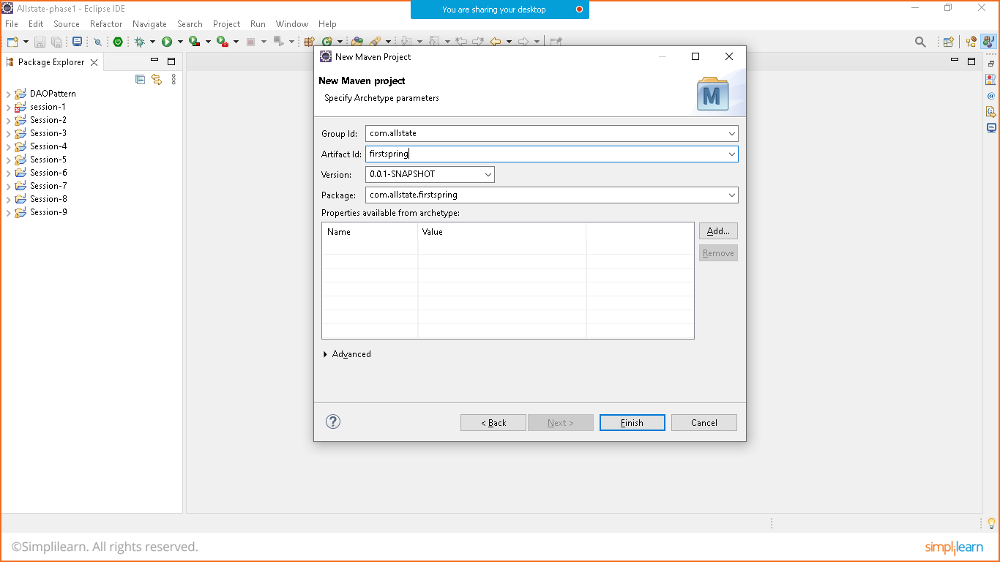 Allstate-phase1 - Eclipse IDE
You are sharing your desktop
File Edit Source Refactor Navigate Search Project Run Window Help
Package Explorer
DAOPattern
session-1
Session-2
Session-3
Session-4
Session-5
Session-6
Session-7
Session-8
Session-9
New Maven Project
New Maven project
Specify Archetype parameters
M
Group Id: com.allstate
Artifact Id: firstspring
Version: 0.0.1-SNAPSHOT
Package: com.allstate.firstspring
Properties available from archetype:
Name Value
Add...
Remove
Advanced
? < Back Next > Finish Cancel
©Simplilearn. All rights reserved.
simplilearn